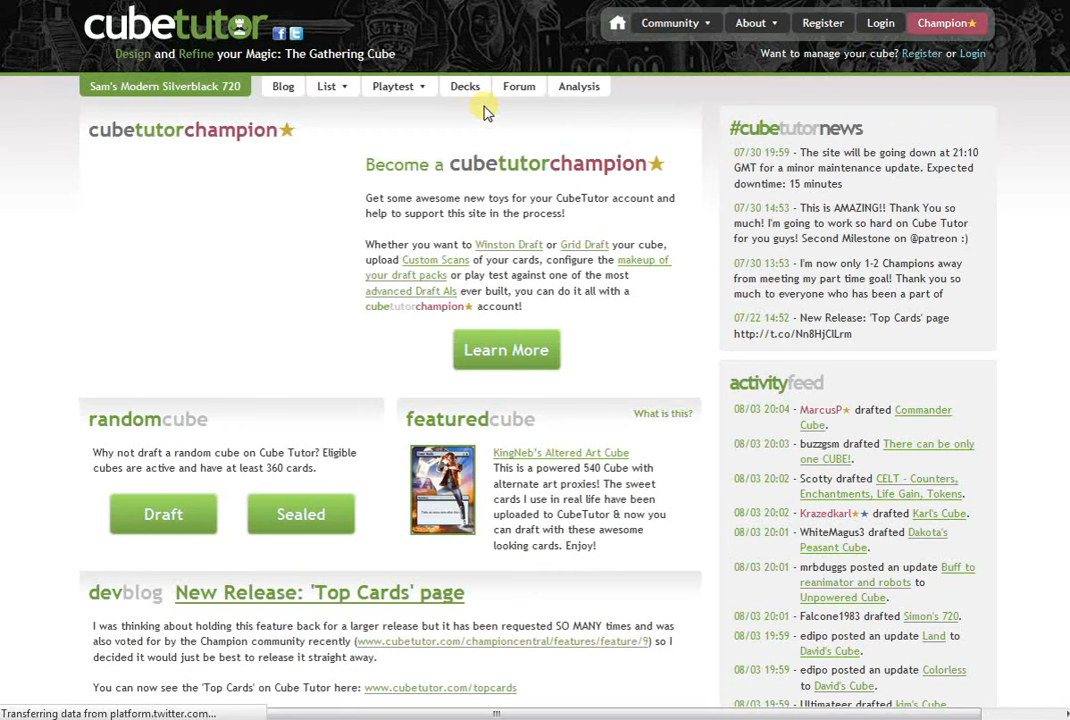 cubetutor
Community
About
Register
Login
Champion★
Design and Refine your Magic: The Gathering Cube
Want to manage your cube? Register or Login
Sam's Modern Silverblack 720
Blog
List
Playtest
Decks
Forum
Analysis
cubetutorchampion★
Become a cubetutorchampion★
Get some awesome new toys for your CubeTutor account and
help to support this site in the process!
Whether you want to Winston Draft or Grid Draft your cube,
upload Custom Scans of your cards, configure the makeup of
your draft packs or play test against one of the most
advanced Draft AIs ever built, you can do it all with a
cubetutorchampion★ account!
Learn More
randomcube
Why not draft a random cube on Cube Tutor? Eligible
cubes are active and have at least 360 cards.
Draft
Sealed
featuredcube
What is this?
KingNeb's Altered Art Cube
This is a powered 540 Cube with
alternate art proxies! The sweet
cards I use in real life have been
uploaded to CubeTutor & now you
can draft with these awesome
looking cards. Enjoy!
devblog New Release: 'Top Cards' page
I was thinking about holding this feature back for a larger release but it has been requested SO MANY times and was
also voted for by the Champion community recently (www.cubetutor.com/championcentral/features/feature/9) so I
decided it would just be best to release it straight away.
You can now see the 'Top Cards' on Cube Tutor here: www.cubetutor.com/topcards
#cubetutornews
07/30 19:59 - The site will be going down at 21:10
GMT for a minor maintenance update. Expected
downtime: 15 minutes
07/30 14:53 - This is AMAZING!! Thank You so
much! I'm going to work so hard on Cube Tutor
for you guys! Second Milestone on @patreon :)
07/30 13:53 - I'm now only 1-2 Champions away
from meeting my part time goal! Thank you so
much to everyone who has been a part of
07/22 14:52 - New Release: 'Top Cards' page
http://t.co/Nn8HjClLrm
activityfeed
08/03 20:04 - MarcusP★ drafted Commander
Cube.
08/03 20:03 - buzzgsm drafted There can be only
one CUBE!.
08/03 20:02 - Scotty drafted CELT - Counters,
Enchantments, Life Gain, Tokens.
08/03 20:02 - Krazedkarl★★ drafted Karl's Cube.
08/03 20:01 - WhiteMagus3 drafted Dakota's
Peasant Cube.
08/03 20:01 - mrbduggs posted an update Buff to
reanimator and robots to
Unpowered Cube.
08/03 20:01 - Falcone1983 drafted Simon's 720.
08/03 19:59 - edipo posted an update Land to
David's Cube.
08/03 19:59 - edipo posted an update Colorless
to David's Cube.
08/03 19:59 - Ultimateer drafted kim's Cube.
Transferring data from platform.twitter.com...